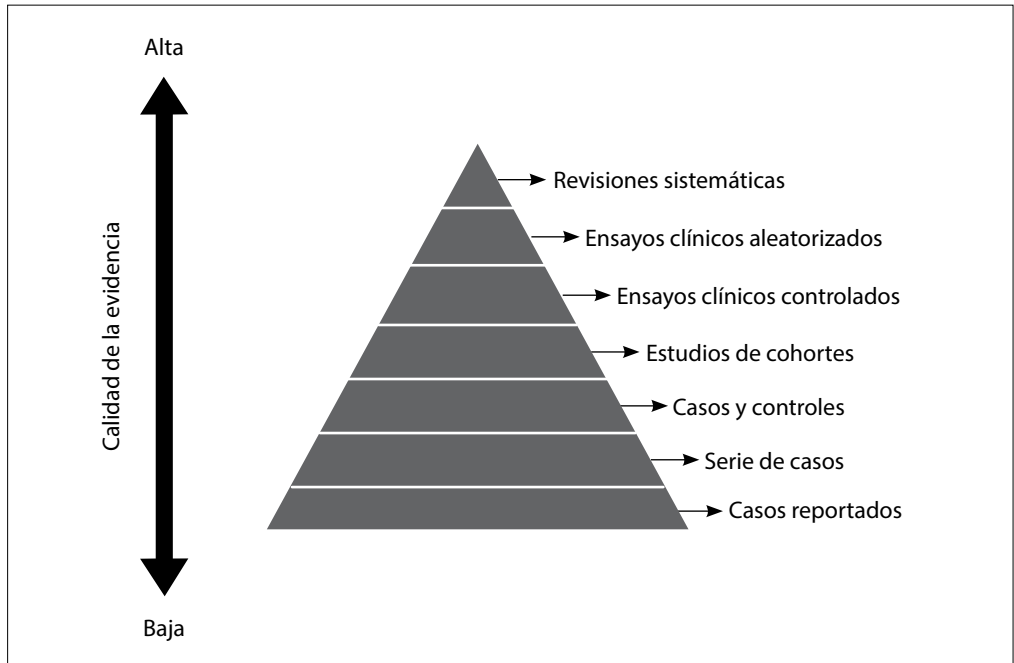 Alta
Calidad de la evidencia
Revisiones sistemáticas
Ensayos clínicos aleatorizados
Ensayos clínicos controlados
Estudios de cohortes
Casos y controles
Serie de casos
Casos reportados
Baja